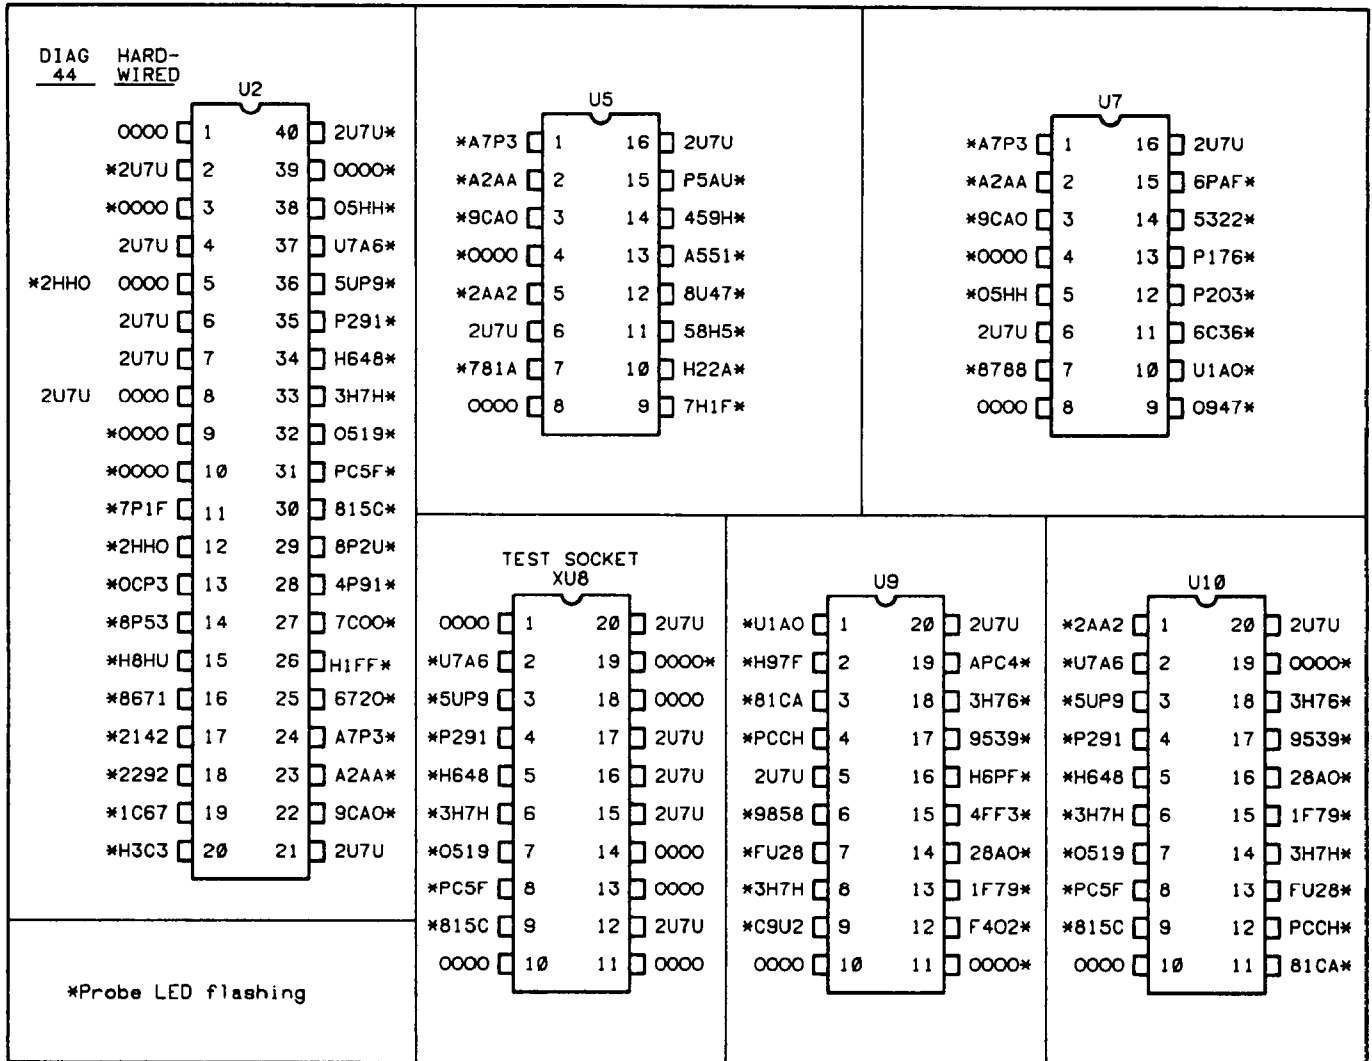 DIAG HARD-
44 WIRED
U2
0000 1 40 2U7U*
*2U7U 2 39 0000*
*0000 3 38 05HH*
2U7U 4 37 U7A6*
*2HH0 0000 5 36 5UP9*
2U7U 6 35 P291*
2U7U 7 34 H648*
2U7U 0000 8 33 3H7H*
*0000 9 32 0519*
*0000 10 31 PC5F*
*7P1F 11 30 815C*
*2HH0 12 29 8P2U*
*0CP3 13 28 4P91*
*8P53 14 27 7C00*
*H8HU 15 26 H1FF*
*8671 16 25 6720*
*2142 17 24 A7P3*
*2292 18 23 A2AA*
*1C67 19 22 9CA0*
*H3C3 20 21 2U7U
*Probe LED flashing
U5
*A7P3 1 16 2U7U
*A2AA 2 15 P5AU*
*9CA0 3 14 459H*
*0000 4 13 A551*
*2AA2 5 12 8U47*
2U7U 6 11 58H5*
*781A 7 10 H22A*
0000 8 9 7H1F*
U7
*A7P3 1 16 2U7U
*A2AA 2 15 6PAF*
*9CA0 3 14 5322*
*0000 4 13 P176*
*05HH 5 12 P203*
2U7U 6 11 6C36*
*8788 7 10 U1A0*
0000 8 9 0947*
TEST SOCKET
XU8
0000 1 20 2U7U
*U7A6 2 19 0000*
*5UP9 3 18 0000
*P291 4 17 2U7U
*H648 5 16 2U7U
*3H7H 6 15 2U7U
*0519 7 14 0000
*PC5F 8 13 0000
*815C 9 12 2U7U
0000 10 11 0000
U9
*U1A0 1 20 2U7U
*H97F 2 19 APC4*
*81CA 3 18 3H76*
*PCCH 4 17 9539*
2U7U 5 16 H6PF*
*9858 6 15 4FF3*
*FU28 7 14 28A0*
*3H7H 8 13 1F79*
*C9U2 9 12 F402*
0000 10 11 0000*
U10
*2AA2 1 20 2U7U
*U7A6 2 19 0000*
*5UP9 3 18 3H76*
*P291 4 17 9539*
*H648 5 16 28A0*
*3H7H 6 15 1F79*
*0519 7 14 3H7H*
*PC5F 8 13 FU28*
*815C 9 12 PCCH*
0000 10 11 81CA*